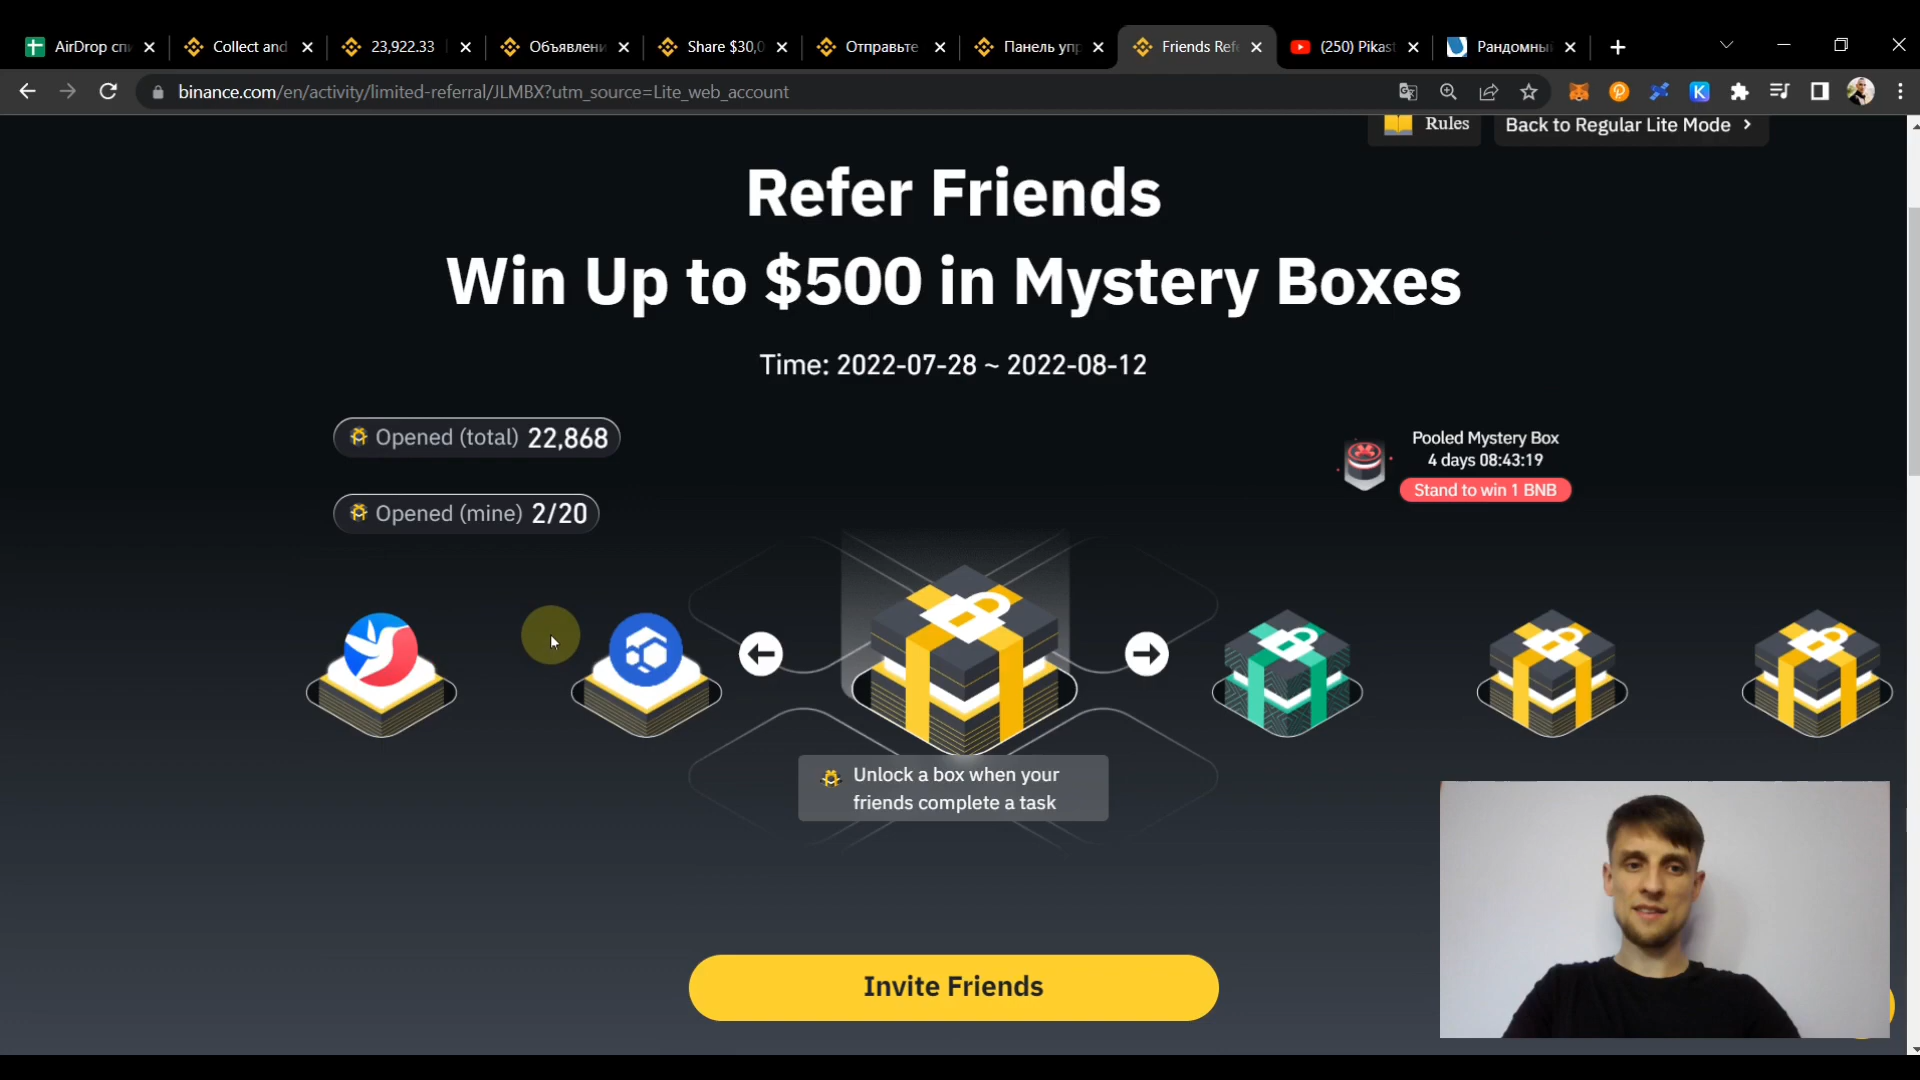 AirDrop спи
Collect and
23,922.33
Объявлени
Share $30,0
Отправьте
Панель упр
Friends Refe
(250) Pikast
Рандомны
binance.com/en/activity/limited-referral/JLMBX?utm_source=Lite_web_account
Rules
Back to Regular Lite Mode
Refer Friends
Win Up to $500 in Mystery Boxes
Time: 2022-07-28 ~ 2022-08-12
Opened (total) 22,868
Pooled Mystery Box
4 days 08:43:19
Stand to win 1 BNB
Opened (mine) 2/20
Unlock a box when your
friends complete a task
Invite Friends